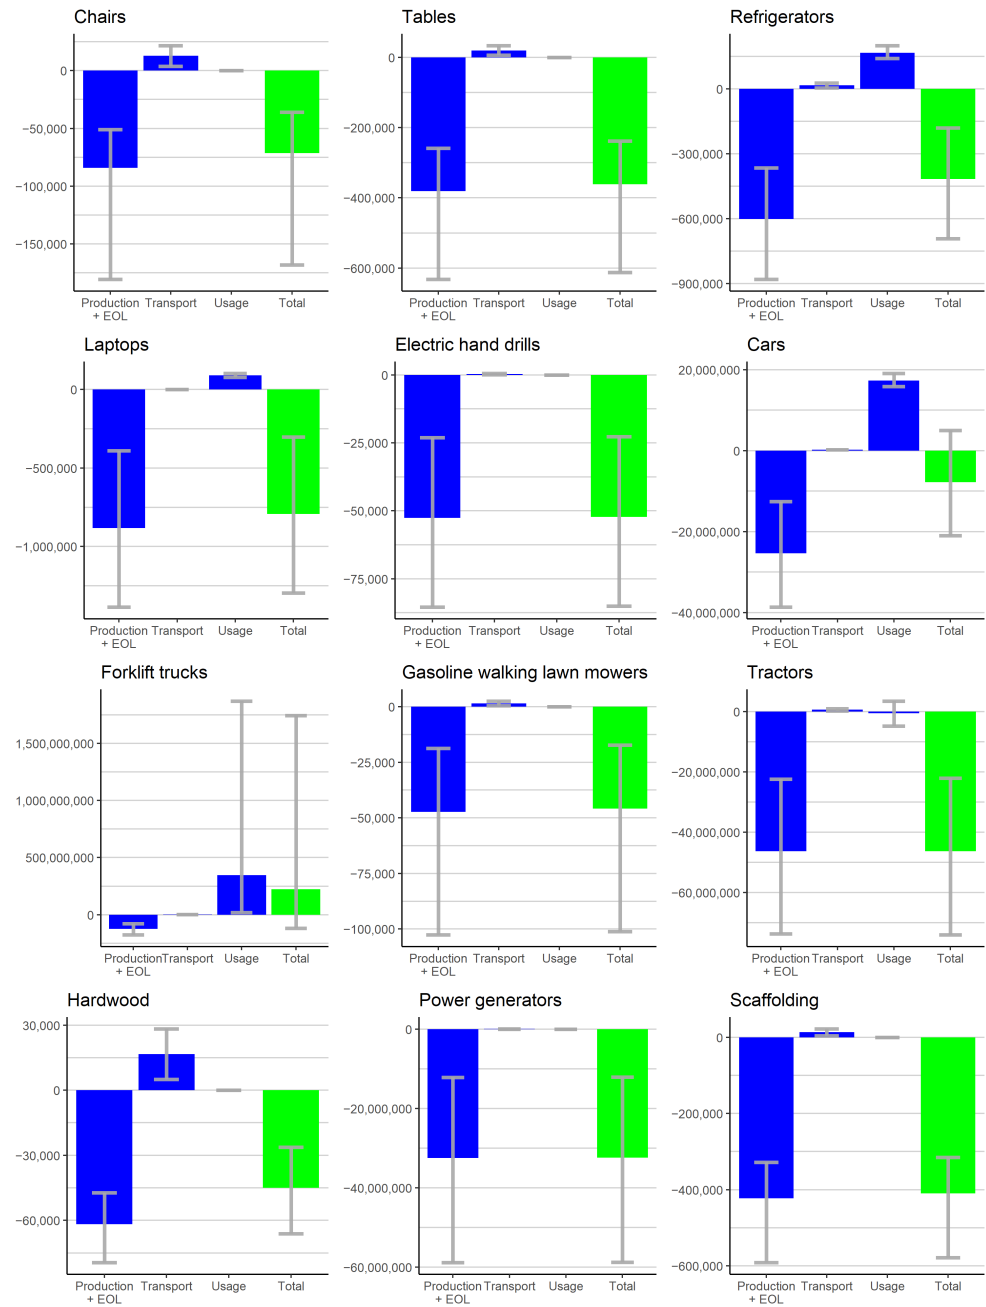 Chairs
0
−50,000
−100,000
−150,000
Production
+ EOL
Transport
Usage
Total
Tables
0
−200,000
−400,000
−600,000
Production
+ EOL
Transport
Usage
Total
Refrigerators
0
−300,000
−600,000
−900,000
Production
+ EOL
Transport
Usage
Total
Laptops
0
−500,000
−1,000,000
Production
+ EOL
Transport
Usage
Total
Electric hand drills
0
−25,000
−50,000
−75,000
Production
+ EOL
Transport
Usage
Total
Cars
20,000,000
0
−20,000,000
−40,000,000
Production
+ EOL
Transport
Usage
Total
Forklift trucks
1,500,000,000
1,000,000,000
500,000,000
0
Production
+ EOL
Transport
Usage
Total
Gasoline walking lawn mowers
0
−25,000
−50,000
−75,000
−100,000
Production
+ EOL
Transport
Usage
Total
Tractors
0
−20,000,000
−40,000,000
−60,000,000
Production
+ EOL
Transport
Usage
Total
Hardwood
30,000
0
−30,000
−60,000
Production
+ EOL
Transport
Usage
Total
Power generators
0
−20,000,000
−40,000,000
−60,000,000
Production
+ EOL
Transport
Usage
Total
Scaffolding
0
−200,000
−400,000
−600,000
Production
+ EOL
Transport
Usage
Total